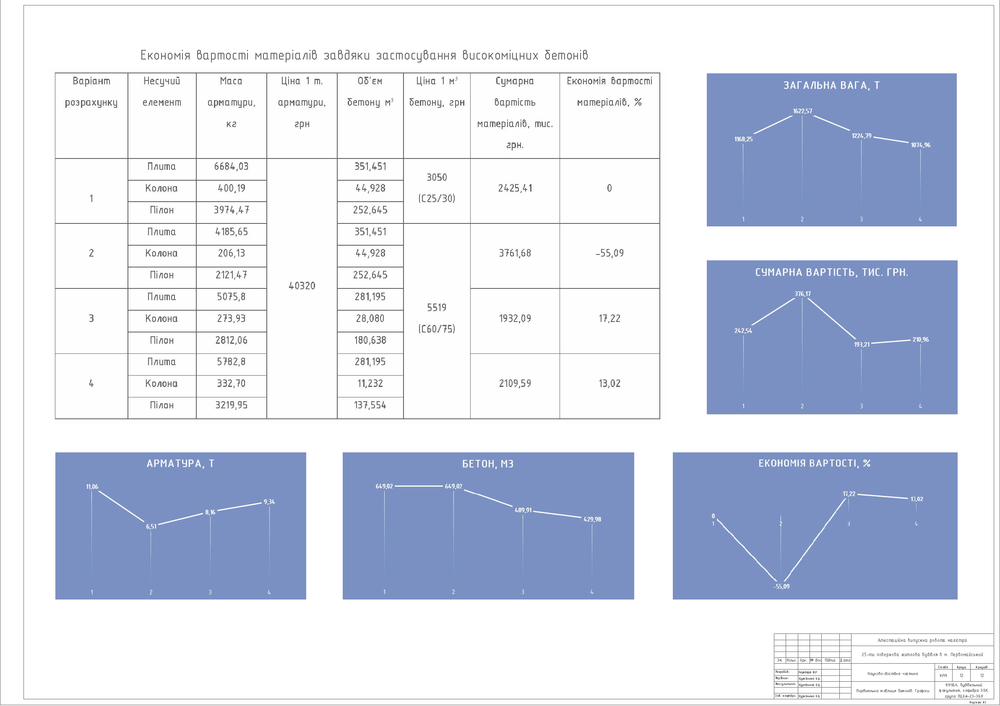 Економія вартості матеріалів завдяки застосування високоміцних бетонів
Варіант розрахунку
Несучий елемент
Маса арматури, кг
Ціна 1 т. арматури, грн
Об'єм бетону м³
Ціна 1 м³ бетону, грн
Сумарна вартість матеріалів, тис. грн.
Економія вартості матеріалів, %
1
Плита 6684,03 351,451
Колона 400,19 44,928
Пілон 3974,47 252,645
3050
(С25/30)
2425,41
0
2
Плита 4185,65 351,451
Колона 206,13 44,928
Пілон 2121,47 252,645
3761,68
-55,09
40320
3
Плита 5075,8 281,195
Колона 273,93 28,080
Пілон 2812,06 180,638
5519
(С60/75)
1932,09
17,22
4
Плита 5782,8 281,195
Колона 332,70 11,232
Пілон 3219,95 137,554
2109,59
13,02
ЗАГАЛЬНА ВАГА, Т
1168,25
1622,57
1224,79
1074,96
1 2 3 4
СУМАРНА ВАРТІСТЬ, ТИС. ГРН.
242,54
376,17
193,21
210,96
1 2 3 4
АРМАТУРА, Т
11,06
6,51
8,16
9,34
1 2 3 4
БЕТОН, М3
649,02
649,02
489,91
429,98
1 2 3 4
ЕКОНОМІЯ ВАРТОСТІ, %
0
-55,09
17,22
13,02
1 2 3 4
Атестаційна випускна робота магістра
25-ти поверхова житлова будівля в м. Первомайський
Зм. Кільк. Арк. № док. Підпис Дата
Розробив: Передерій Ю.Р.
Керівник: Журавський О.Д.
Консультант: Журавський О.Д.
Зав. кафедри: Журавський О.Д.
Науково-дослідна частина
Стадія Аркуш Аркушів
КРМ 12 12
Порівняльна таблиця бетонів. Графіки
КНУБА, будівельний
факультет, кафедра ЗБК,
група ПЦБм-23-ЗБК
Формат А1